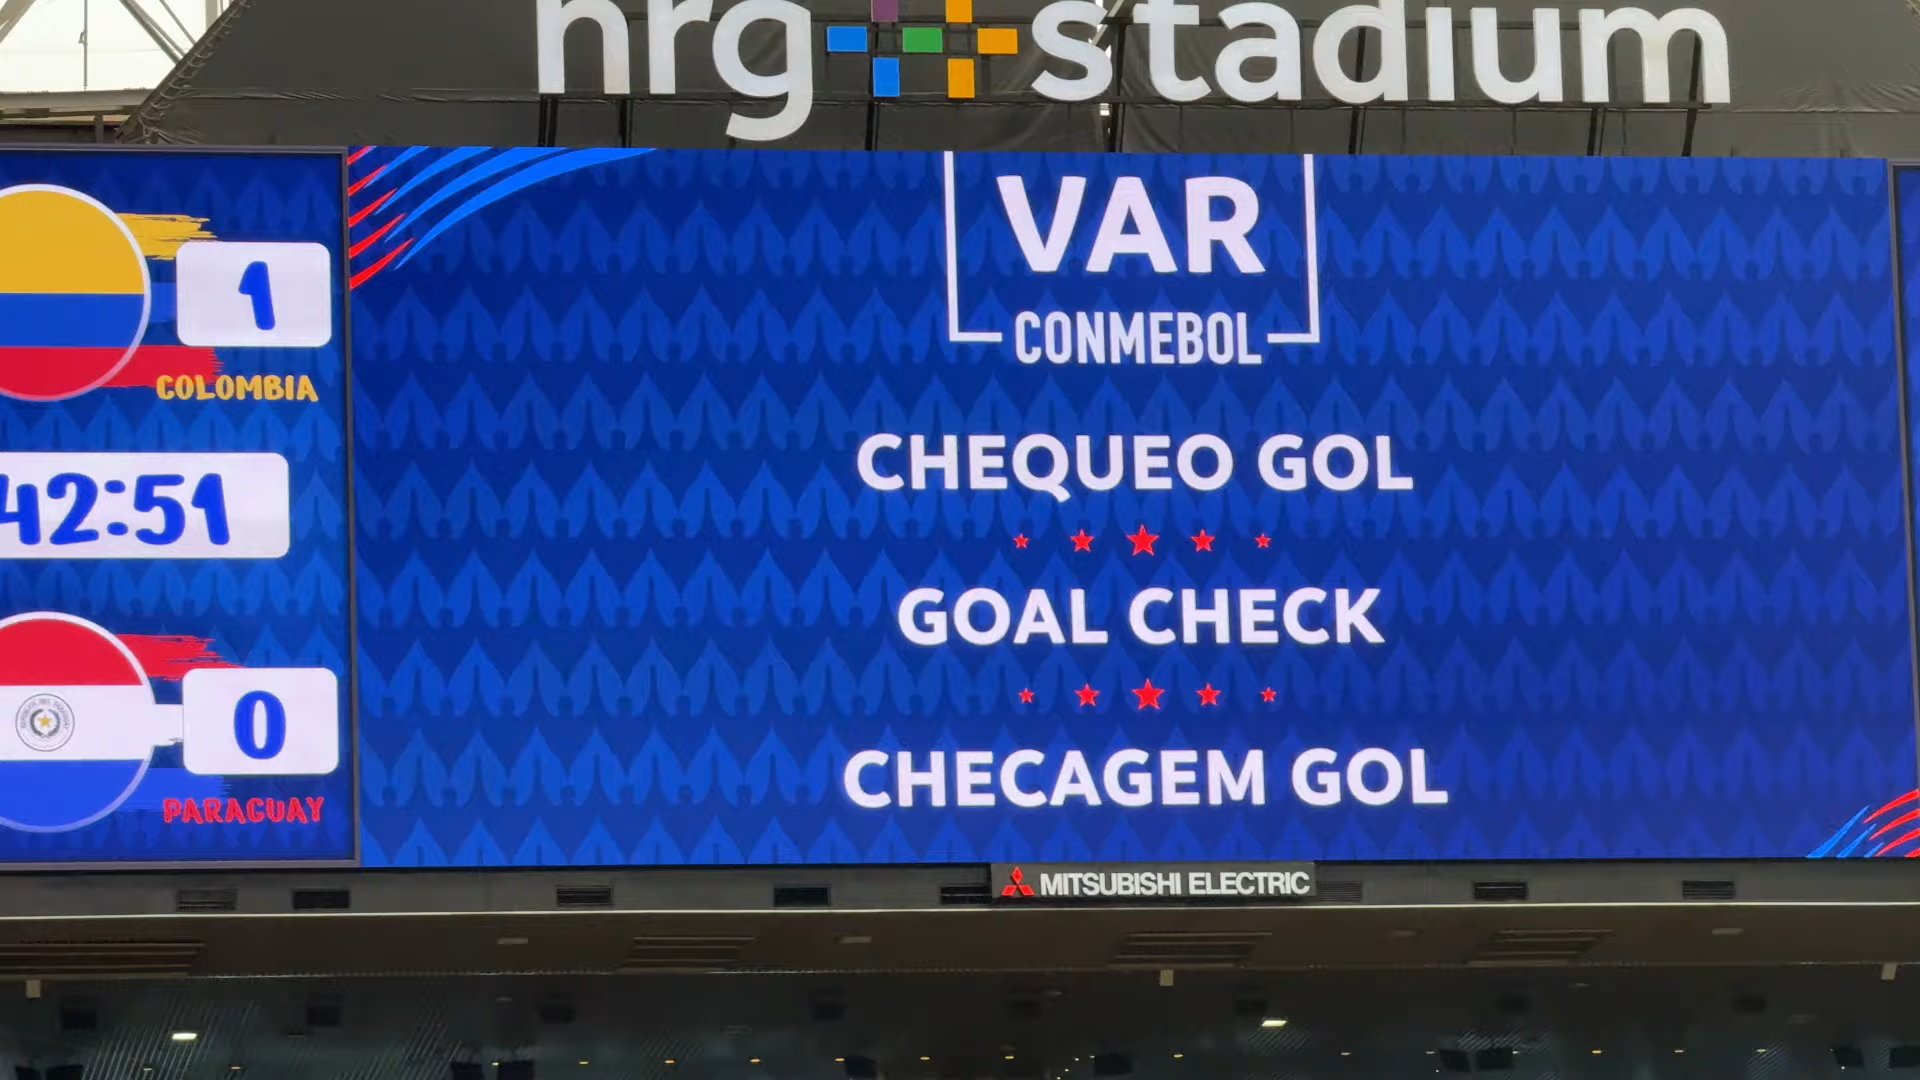 nrg stadium
1
COLOMBIA
42:51
0
PARAGUAY
VAR
CONMEBOL
CHEQUEO GOL
GOAL CHECK
CHECAGEM GOL
MITSUBISHI ELECTRIC